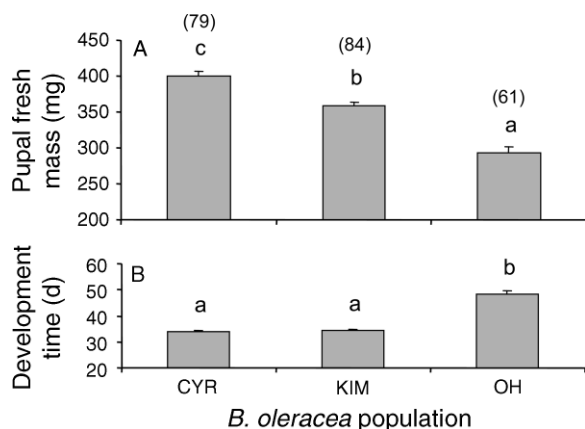 (79)
(84)
(61)
A
c
b
a
450
400
350
300
250
200
Pupal fresh
mass (mg)
B
a
a
b
60
50
40
30
20
Development
time (d)
CYR
KIM
OH
B. oleracea population